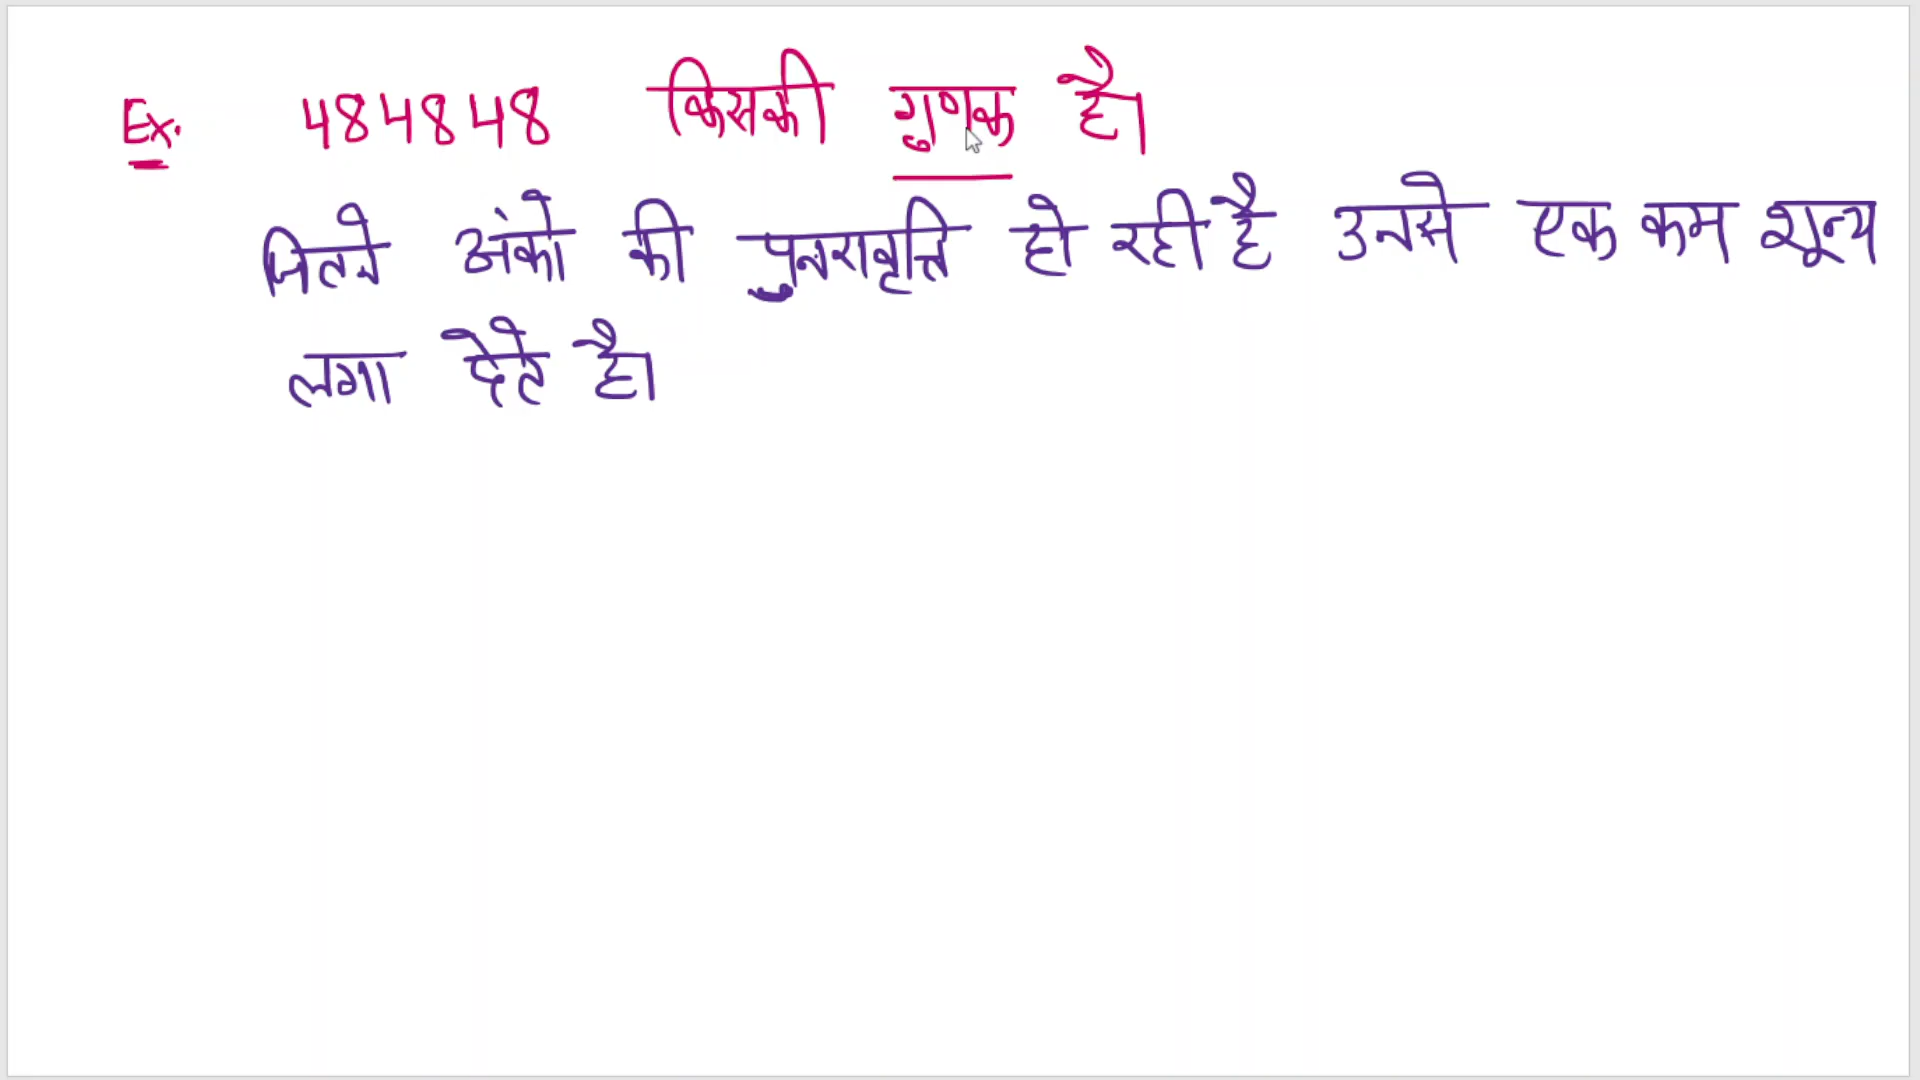 Ex. 484848 किसकी गुणक है।
जितने अंको की पुनरावृत्ति हो रही है उनसे एक कम शून्य
लगा देते है।